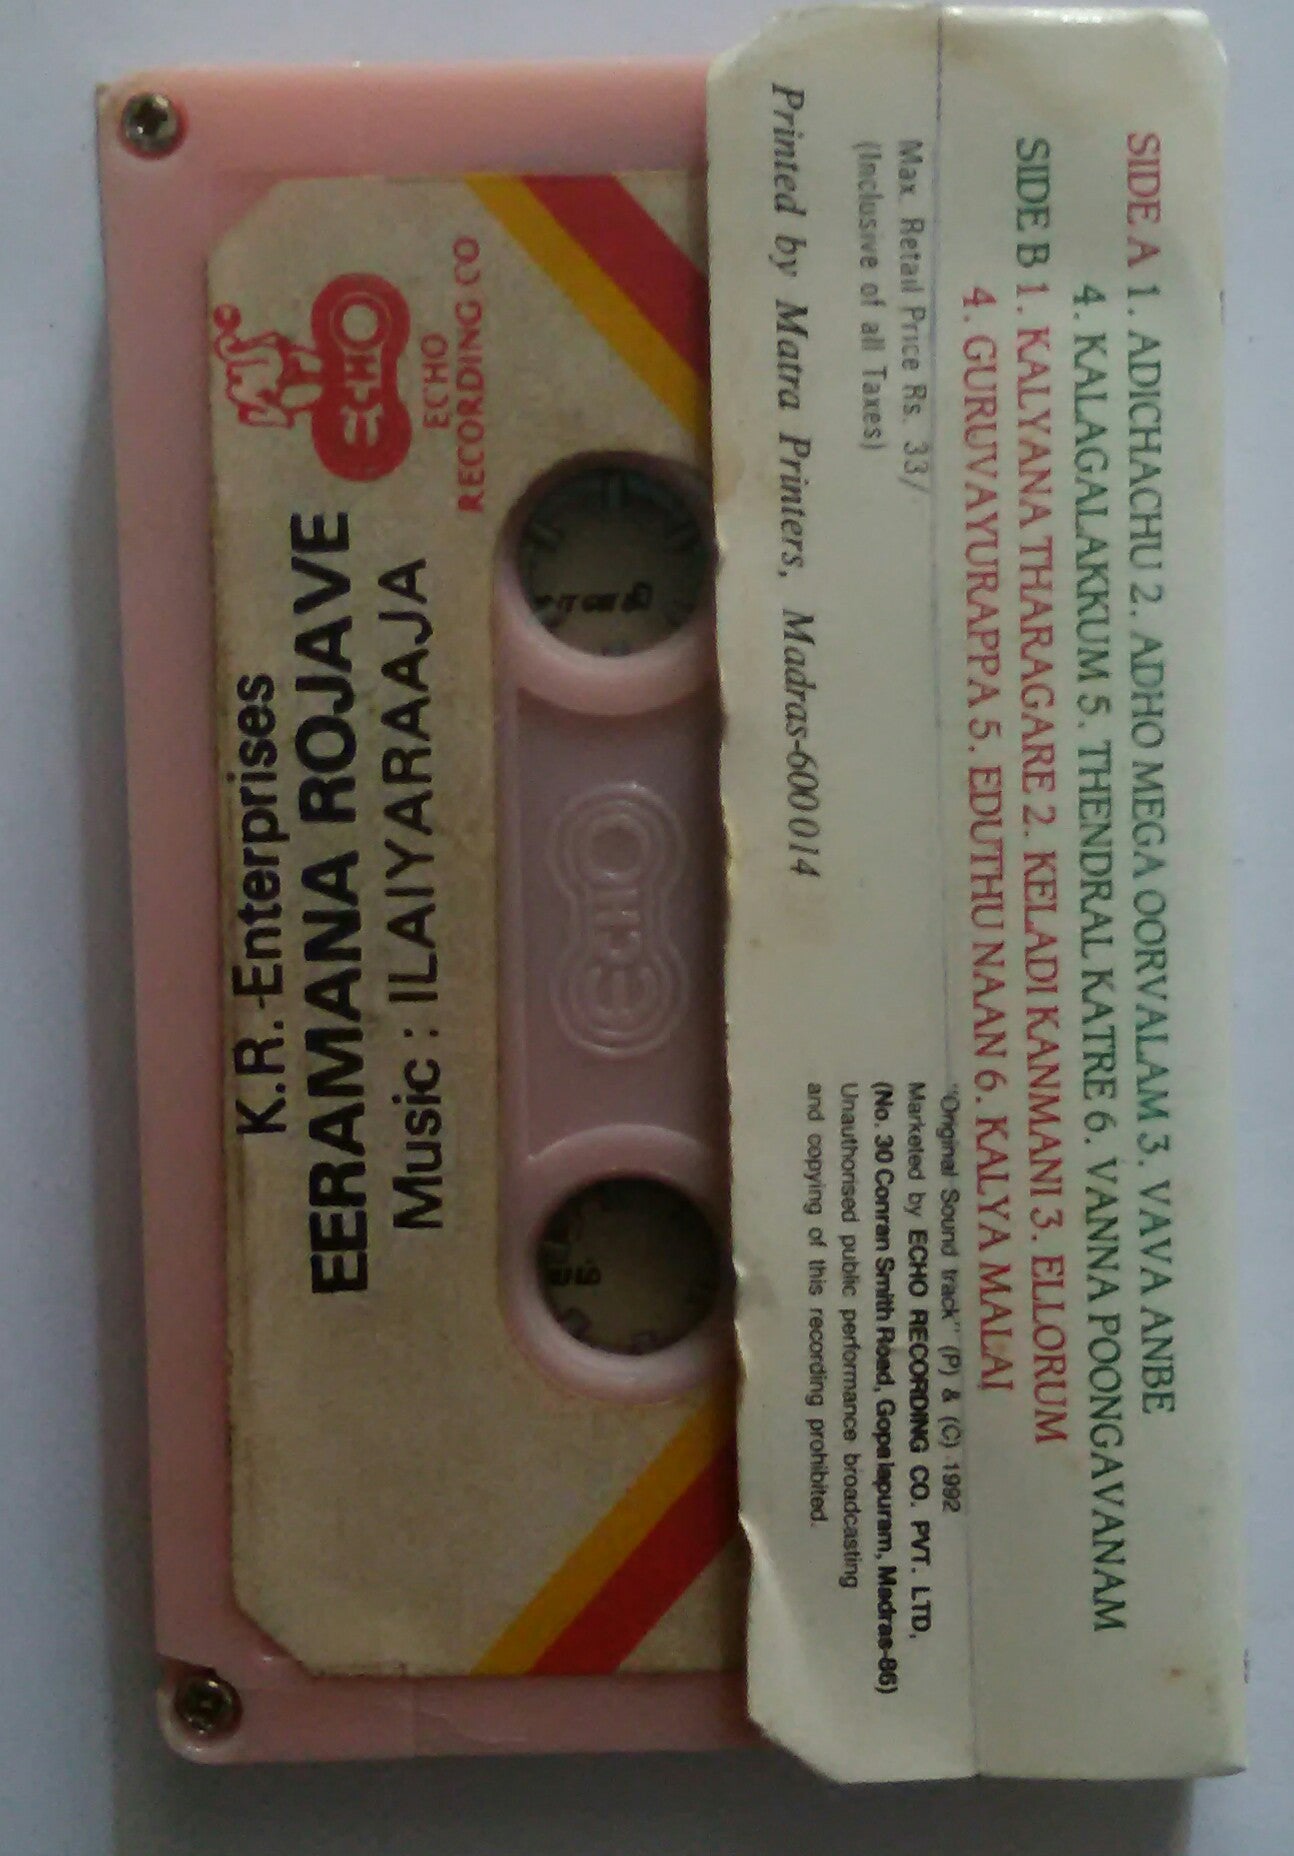 SIDE A 1. ADICHACHU 2. ADHO MEGA OORVALAM 3. VAVA ANBE
4. KALAGALAKKUM 5. THENDRAL KATRE 6. VANNA POONGAVANAM
SIDE B 1. KALYANA THARAGARE 2. KELADI KANMANI 3. ELLORUM
4. GURUVAYURAPPA 5. EDUTHU NAAN 6. KALYA MALAI
Max. Retail Price Rs. 33/
(Inclusive of all Taxes)
Printed by Matra Printers, Madras-600 014
"Original Sound track" (P) & (C) 1992
Marketed by ECHO RECORDING CO. PVT. LTD.
(No. 30 Conran Smith Road, Gopalapuram, Madras-86)
Unauthorised public performance broadcasting
and copying of this recording prohibited.
K.R.-Enterprises
EERAMANA ROJAVE
Music : ILAIYARAAJA
ECHO
ECHO
RECORDING CO
ECHO